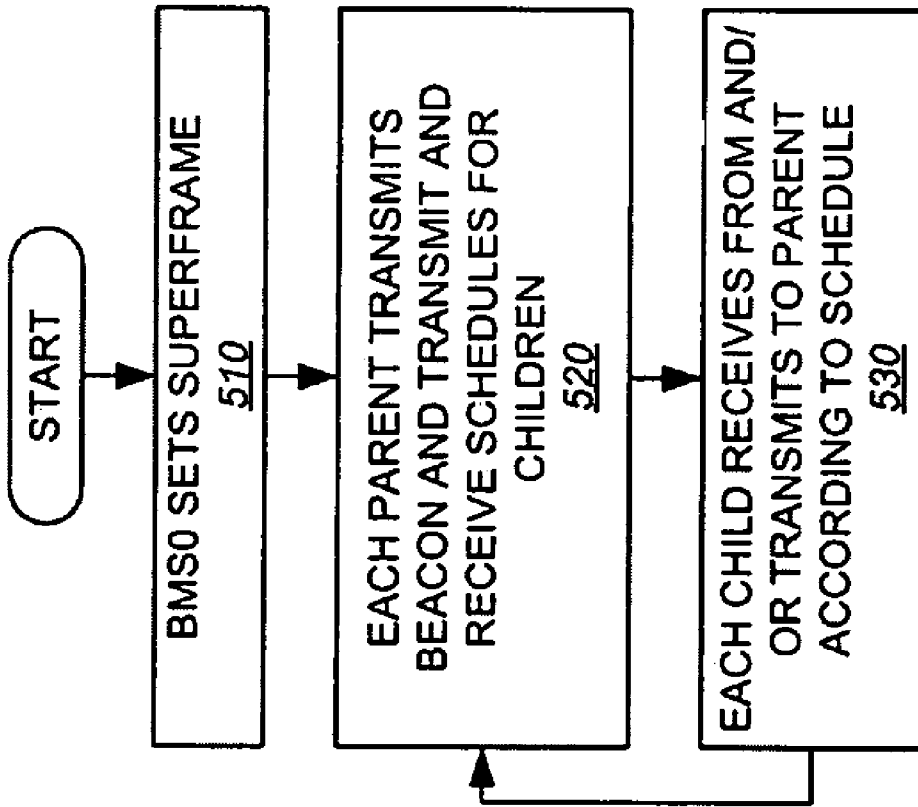 START
BMS0 SETS SUPERFRAME
510
EACH PARENT TRANSMITS
BEACON AND TRANSMIT AND
RECEIVE SCHEDULES FOR
CHILDREN
520
EACH CHILD RECEIVES FROM AND/
OR TRANSMITS TO PARENT
ACCORDING TO SCHEDULE
530